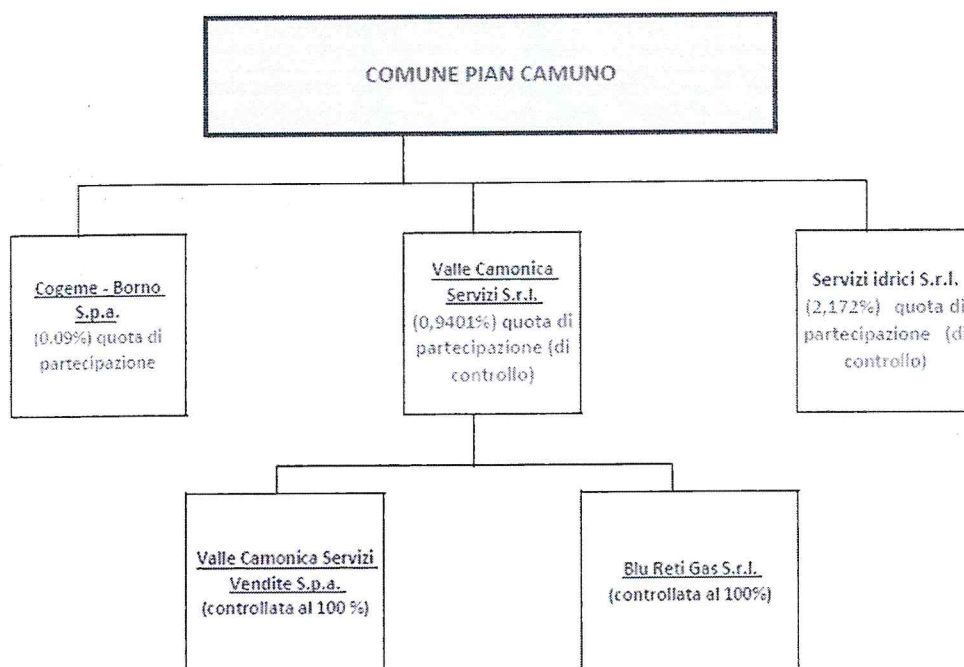 COMUNE PIAN CAMUNO
Cogeme - Borno
S.p.a.
(0.09%) quota di
partecipazione
Valle Camonica
Servizi S.r.l.
(0,9401%) quota di
partecipazione (di
controllo)
Servizi idrici S.r.l.
(2,172%) quota di
partecipazione (di
controllo)
Valle Camonica Servizi
Vendite S.p.a.
(controllata al 100 %)
Blu Reti Gas S.r.l.
(controllata al 100%)